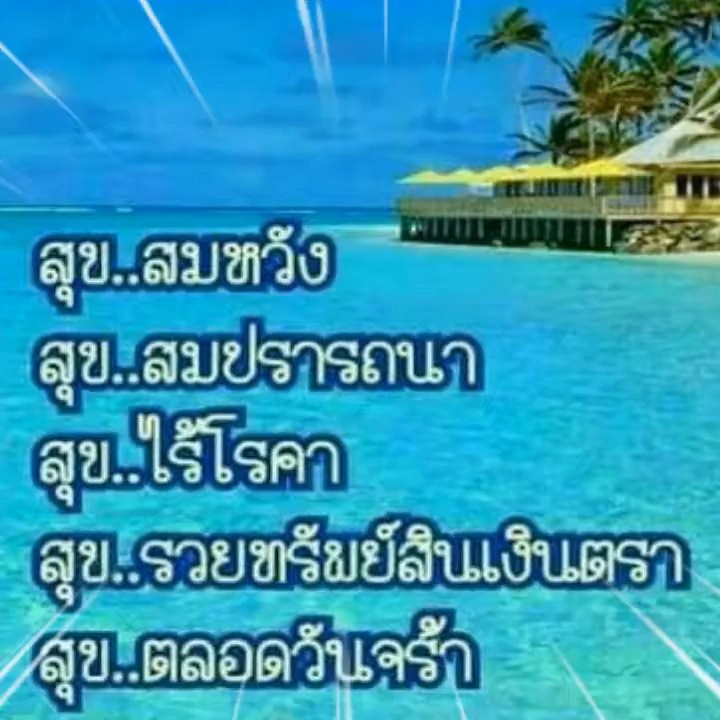 สุข..สมหวัง
สุข..สมปรารถนา
สุข..ไร้โรคา
สุข..รวยทรัพย์สินเงินตรา
สุข..ตลอดวันจร้า